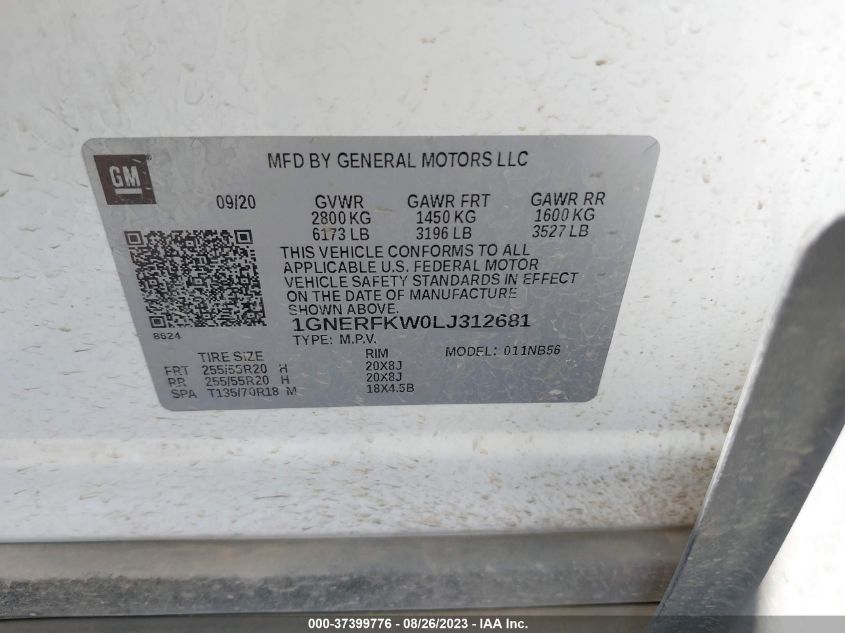 GM
MFD BY GENERAL MOTORS LLC
09/20 GVWR GAWR FRT GAWR RR
2800 KG 1450 KG 1600 KG
6173 LB 3196 LB 3527 LB
THIS VEHICLE CONFORMS TO ALL
APPLICABLE U.S. FEDERAL MOTOR
VEHICLE SAFETY STANDARDS IN EFFECT
ON THE DATE OF MANUFACTURE
SHOWN ABOVE.
8624 1GNERFKW0LJ312681
TYPE: M.P.V. MODEL: 011NB56
TIRE SIZE RIM
FRT 255/55R20 H 20X8J
RR 255/55R20 H 20X8J
SPA T135/70R18 M 18X4.5B
000-37399776 - 08/26/2023 - Copyright IAA, Inc.